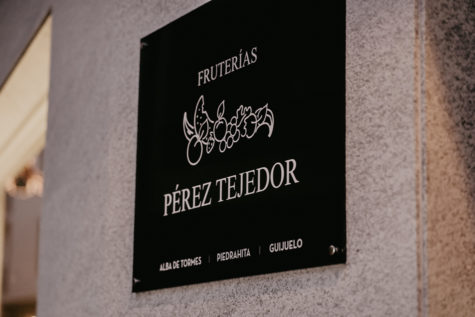 FRUTERÍAS
PÉREZ TEJEDOR
ALBA DE TORMES | PIEDRAHITA | GUIJUELO